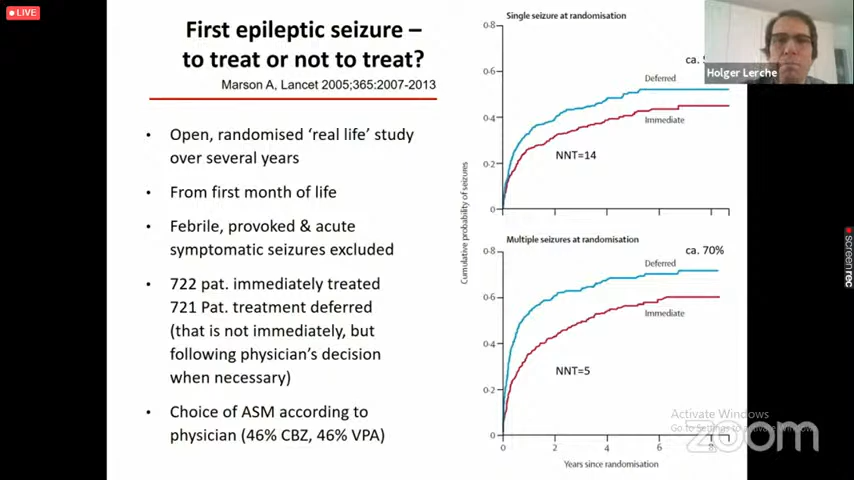 LIVE
First epileptic seizure –
to treat or not to treat?
Marson A, Lancet 2005;365:2007-2013
• Open, randomised ‘real life’ study
over several years
• From first month of life
• Febrile, provoked & acute
symptomatic seizures excluded
• 722 pat. immediately treated
721 Pat. treatment deferred
(that is not immediately, but
following physician’s decision
when necessary)
• Choice of ASM according to
physician (46% CBZ, 46% VPA)
Cumulative probability of seizures
Single seizure at randomisation
0·8
0·6
0·4
0·2
0
ca.
Deferred
Immediate
NNT=14
Multiple seizures at randomisation
0·8
0·6
0·4
0·2
0
ca. 70%
Deferred
Immediate
NNT=5
0
2
4
6
8
Years since randomisation
Holger Lerche
Activate Windows
Go to Settings to activate
zoom
screenrec